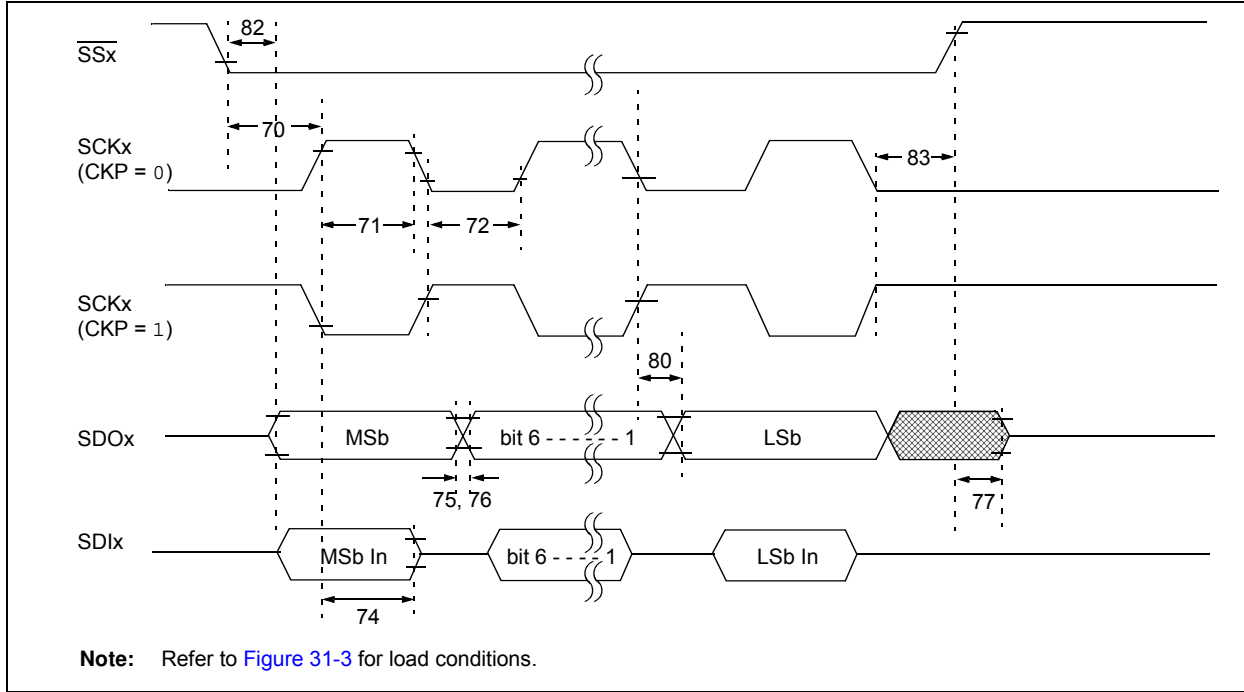 82
SSx
70
SCKx
(CKP = 0)
83
71
72
SCKx
(CKP = 1)
80
SDOx
MSb
bit 6 - - - - - - 1
LSb
75, 76
77
SDIx
MSb In
bit 6 - - - - 1
LSb In
74
Note: Refer to Figure 31-3 for load conditions.